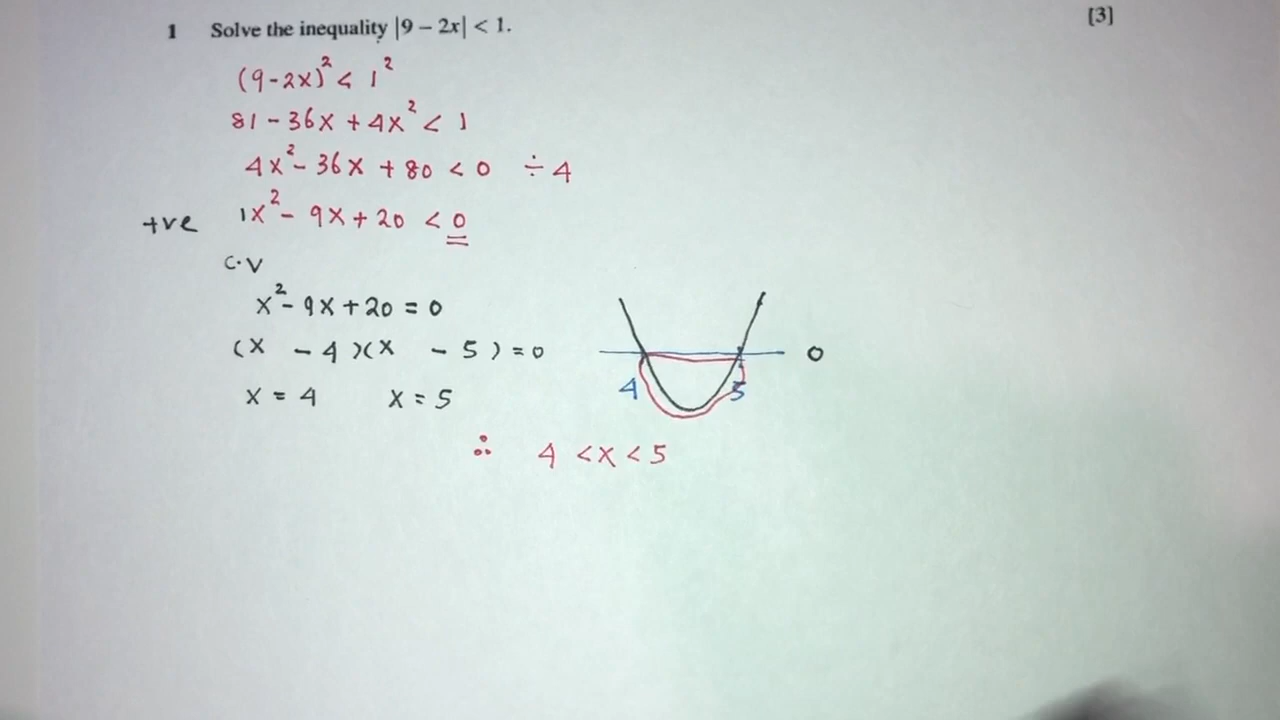 1 Solve the inequality |9 – 2x| < 1. [3]
(9-2x)² < 1²
81 - 36x + 4x² < 1
4x² - 36x + 80 < 0 ÷ 4
+ve 1x² - 9x + 20 < 0
C.V
x² - 9x + 20 = 0
(x - 4)(x - 5) = 0
0
x = 4 x = 5
4 5
∴ 4 < x < 5